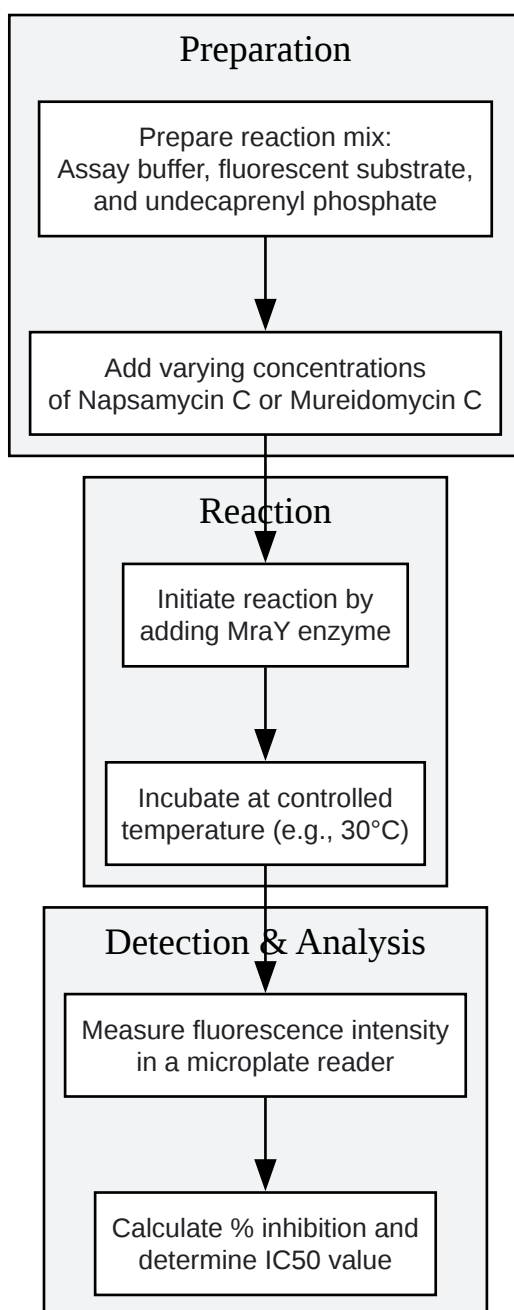 Preparation
Prepare reaction mix:
Assay buffer, fluorescent substrate,
and undecaprenyl phosphate
Add varying concentrations
of Napsamycin C or Mureidomycin C
Reaction
Initiate reaction by
adding MraY enzyme
Incubate at controlled
temperature (e.g., 30°C)
Detection & Analysis
Measure fluorescence intensity
in a microplate reader
Calculate % inhibition and
determine IC50 value